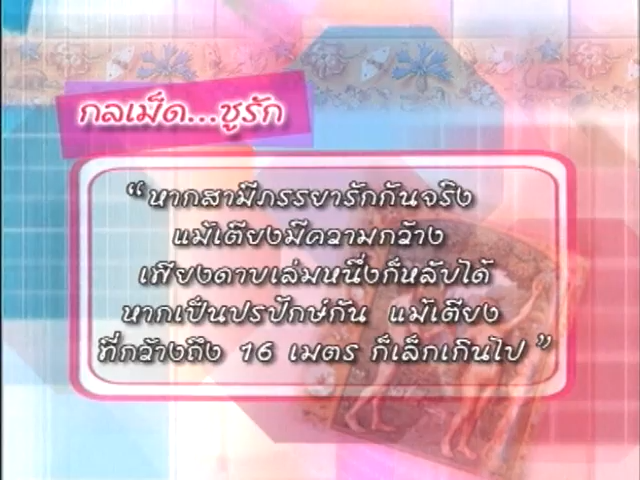 กลเม็ด...ชูรัก
“ หากสามีภรรยารักกันจริง
แม้เตียงมีความกว้าง
เพียงดาบเล่มหนึ่งก็หลับได้
หากเป็นปรปักษ์กัน แม้เตียง
ที่กว้างถึง 16 เมตร ก็เล็กเกินไป ”